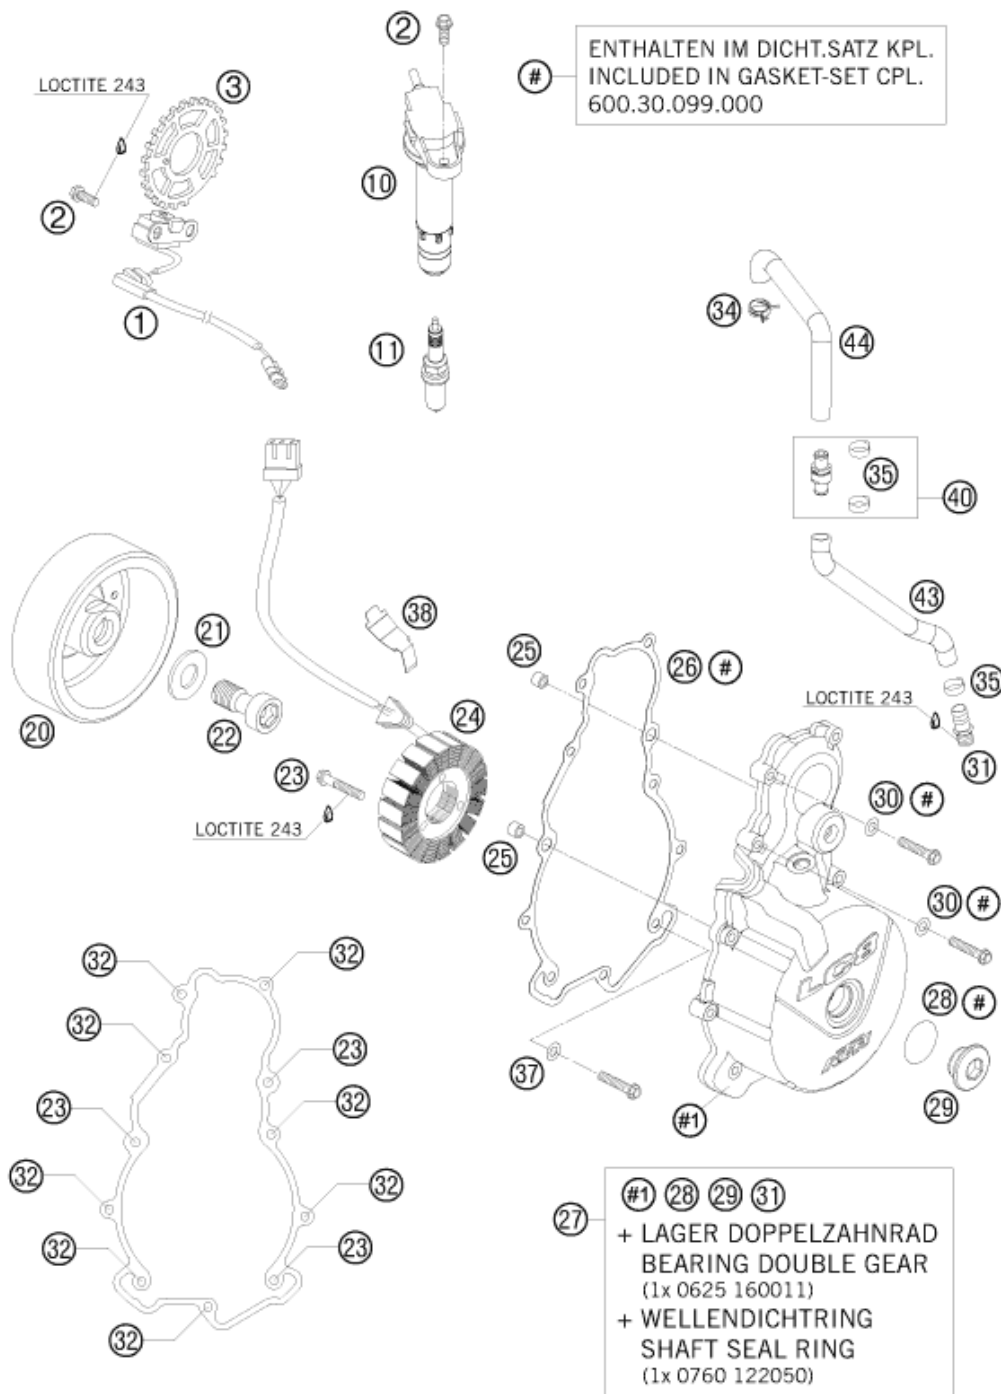 2
ENTHALTEN IM DICHT.SATZ KPL.
# INCLUDED IN GASKET-SET CPL.
600.30.099.000
LOCTITE 243
3
10
2
1
11
34
44
35
40
43
38
21
25
26 #
35
20
22
24
LOCTITE 243
31
23
LOCTITE 243
30 #
25
30 #
LC8
28 #
KTM
29
37
#1
32
32
32
23
32
23
32
32
32
23
32
27
#1 28 29 31
+ LAGER DOPPELZAHNRAD
BEARING DOUBLE GEAR
(1x 0625 160011)
+ WELLENDICHTRING
SHAFT SEAL RING
(1x 0760 122050)